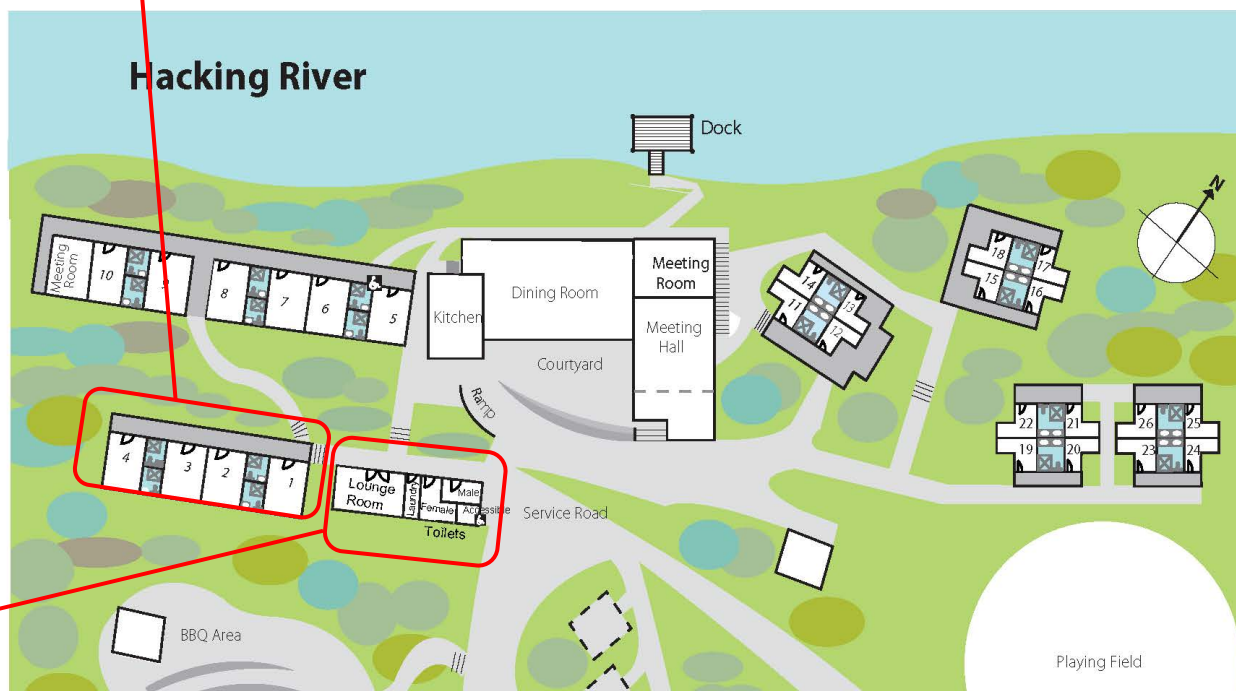 Hacking River
Dock
N
Meeting
Room
10
9
8
7
6
5
Kitchen
Dining Room
Meeting
Room
Meeting
Hall
Courtyard
Ramp
14
13
11
12
18
17
15
16
4
3
2
1
Lounge
Room
Laundry
Female
Male
Accessible
Toilets
Service Road
22
21
19
20
26
25
23
24
BBQ Area
Playing Field